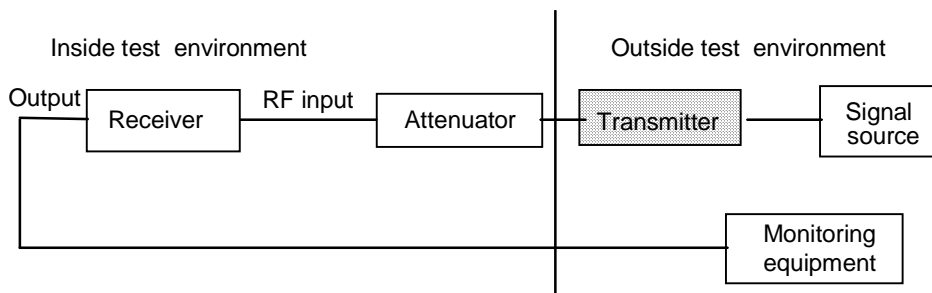 Inside test environment
Outside test environment
Output
Receiver
RF input
Attenuator
Transmitter
Signal
source
Monitoring
equipment